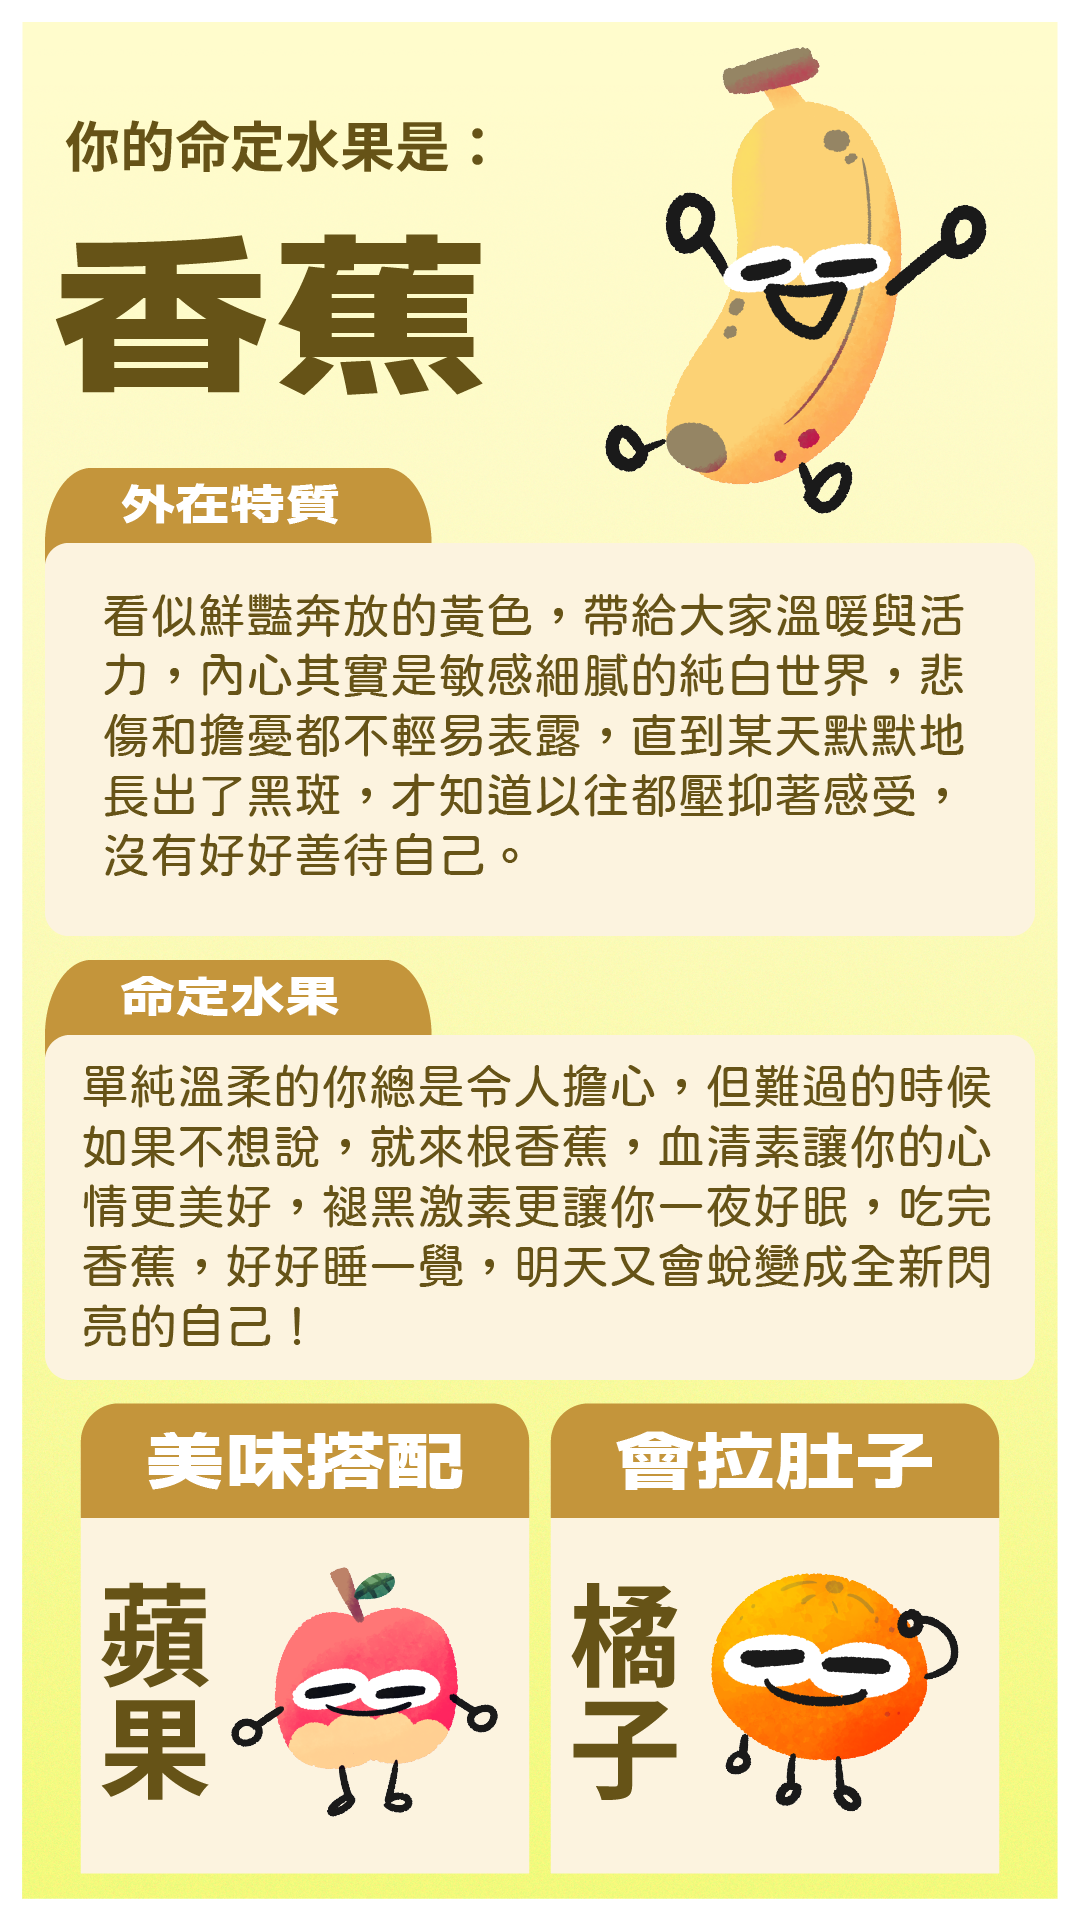 你的命定水果是：
香蕉
外在特質
看似鮮豔奔放的黃色，帶給大家溫暖與活
力，內心其實是敏感細膩的純白世界，悲
傷和擔憂都不輕易表露，直到某天默默地
長出了黑斑，才知道以往都壓抑著感受，
沒有好好善待自己。
命定水果
單純溫柔的你總是令人擔心，但難過的時候
如果不想說，就來根香蕉，血清素讓你的心
情更美好，褪黑激素更讓你一夜好眠，吃完
香蕉，好好睡一覺，明天又會蛻變成全新閃
亮的自己！
美味搭配
蘋果
會拉肚子
橘子